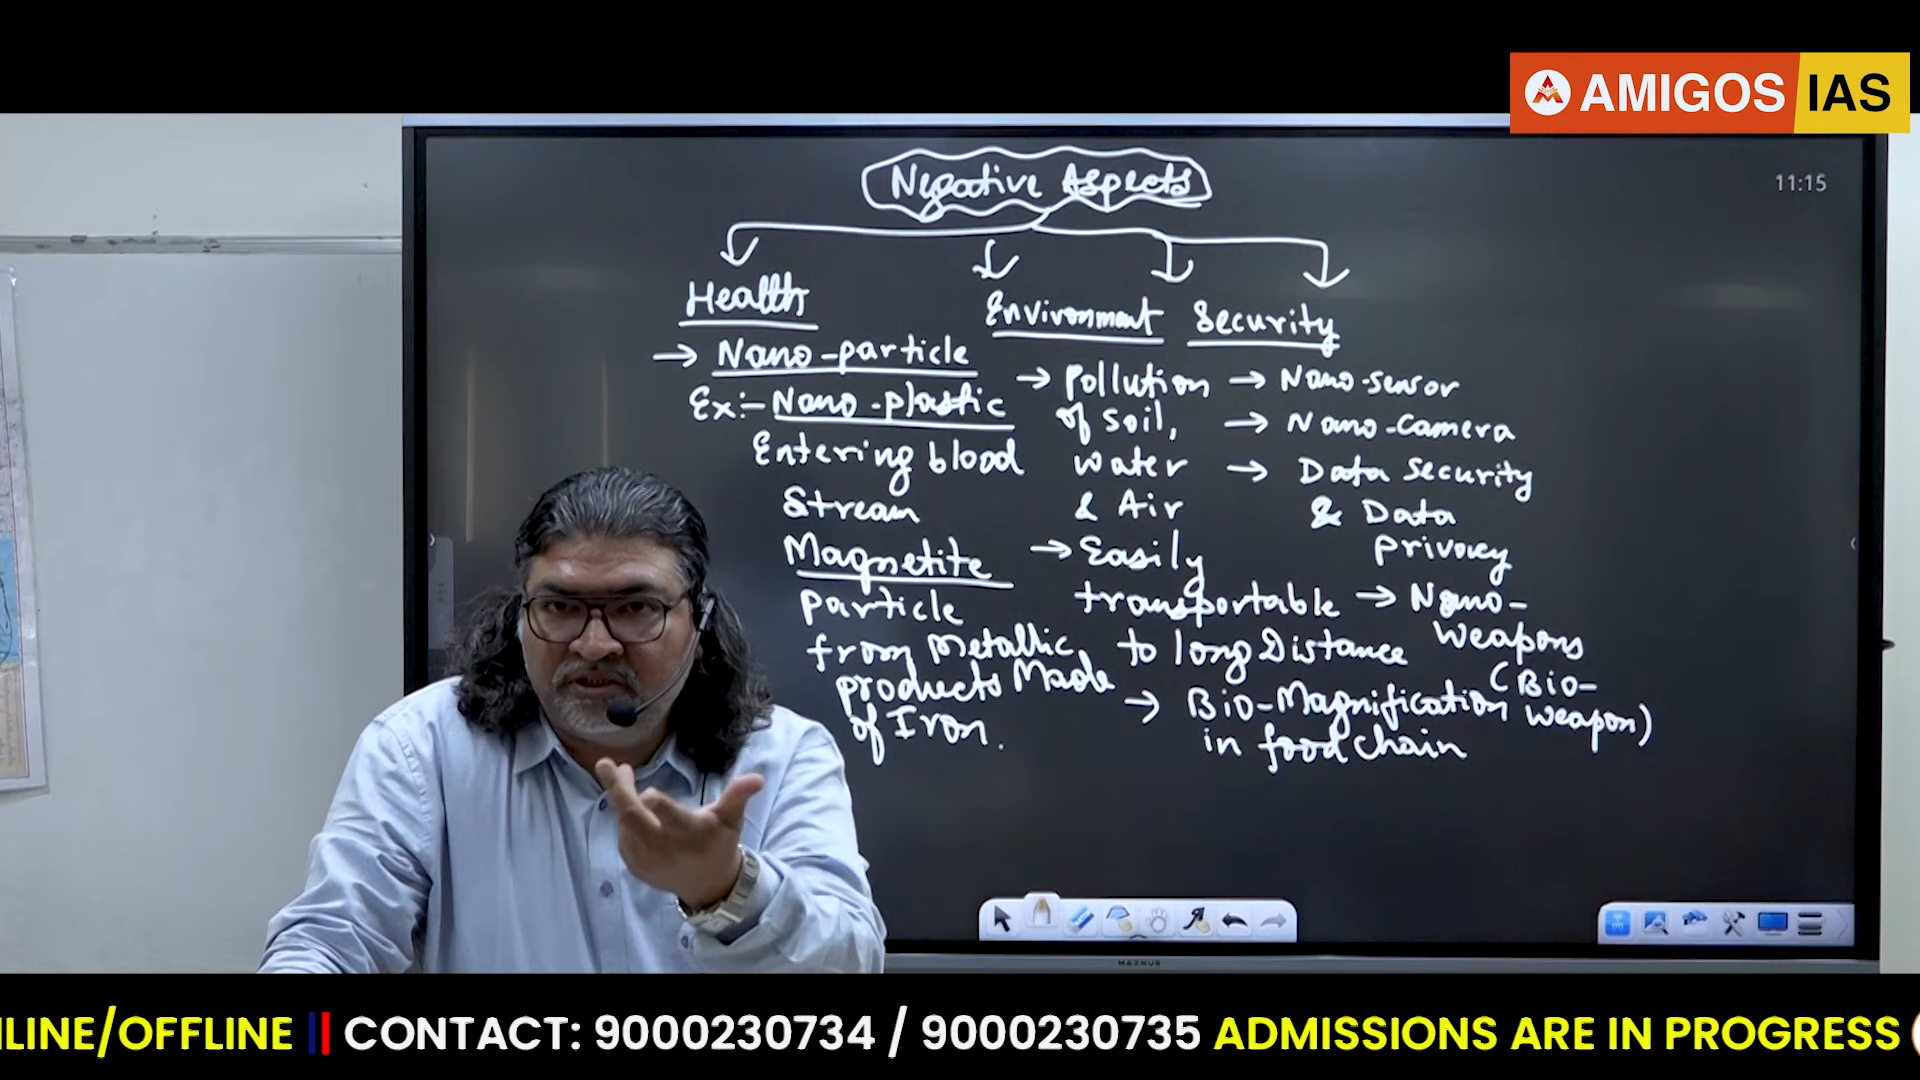 AMIGOS IAS
11:15
Negative Aspects
Health
→ Nano-particle
Ex:- Nano-plastic
Entering blood
Stream
Magnetite
particle
from Metallic
products Made
of Iron.
Environment
→ Pollution
of Soil,
water
& Air
→ Easily
transportable
to long Distance
→ Bio-Magnification
in food chain
Security
→ Nano-sensor
→ Nano-camera
→ Data Security
& Data
privacy
→ Nano-
Weapons
(Bio-
weapon)
MAXHUB
NLINE/OFFLINE || CONTACT: 9000230734 / 9000230735 ADMISSIONS ARE IN PROGRESS